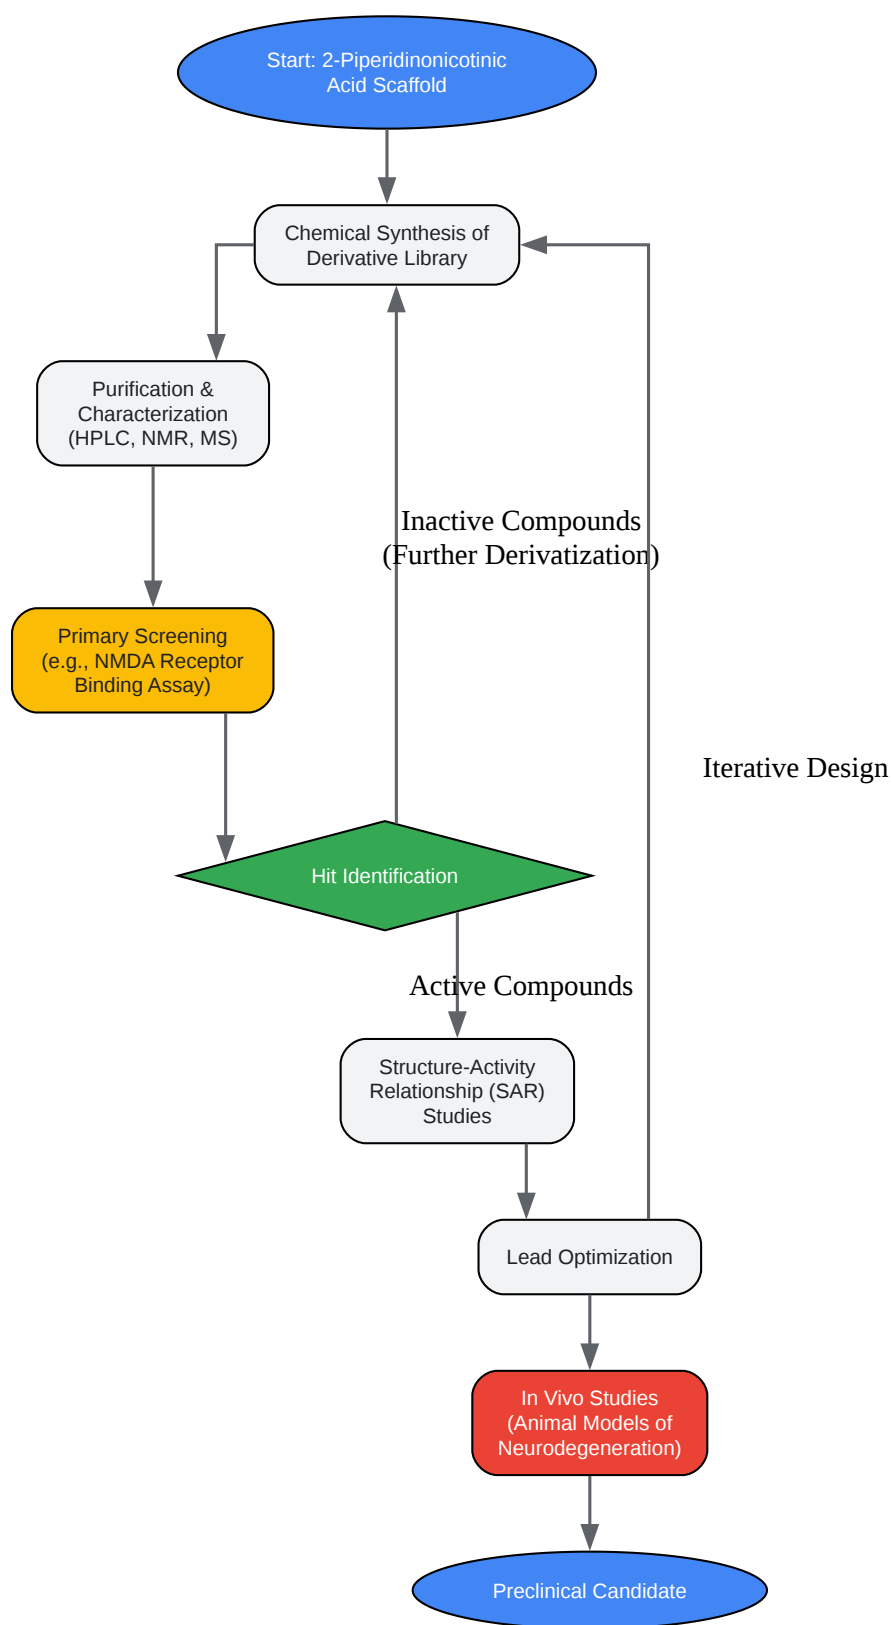 Start: 2-Piperidinonicotinic
Acid Scaffold
Chemical Synthesis of
Derivative Library
Purification &
Characterization
(HPLC, NMR, MS)
Inactive Compounds
(Further Derivatization)
Primary Screening
(e.g., NMDA Receptor
Binding Assay)
Iterative Design
Hit Identification
Active Compounds
Structure-Activity
Relationship (SAR)
Studies
Lead Optimization
In Vivo Studies
(Animal Models of
Neurodegeneration)
Preclinical Candidate